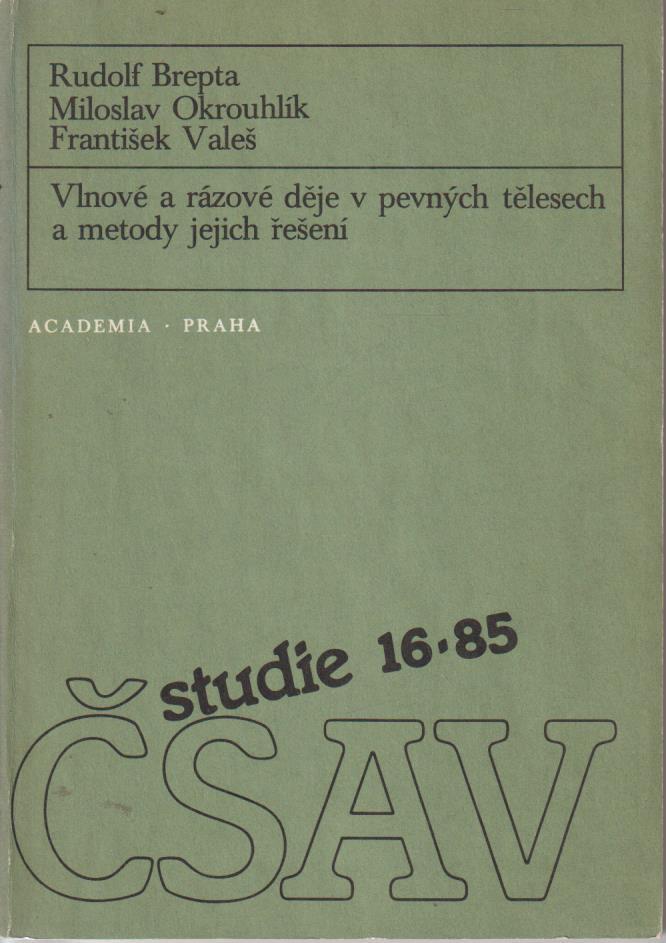 Rudolf Brepta
Miloslav Okrouhlík
František Valeš
Vlnové a rázové děje v pevných tělesech
a metody jejich řešení
ACADEMIA · PRAHA
studie 16·85
ČSAV